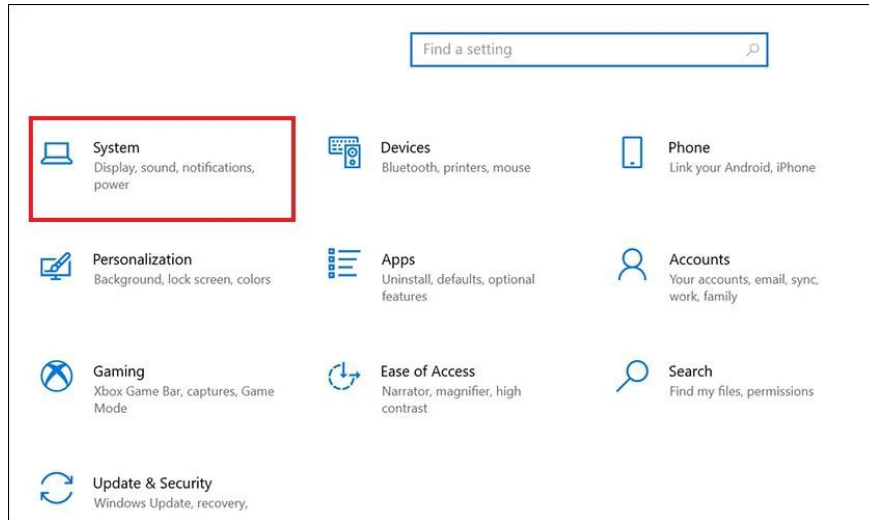 Find a setting
System
Display, sound, notifications,
power
Devices
Bluetooth, printers, mouse
Phone
Link your Android, iPhone
Personalization
Background, lock screen, colors
Apps
Uninstall, defaults, optional
features
Accounts
Your accounts, email, sync,
work, family
Gaming
Xbox Game Bar, captures, Game
Mode
Ease of Access
Narrator, magnifier, high
contrast
Search
Find my files, permissions
Update & Security
Windows Update, recovery,